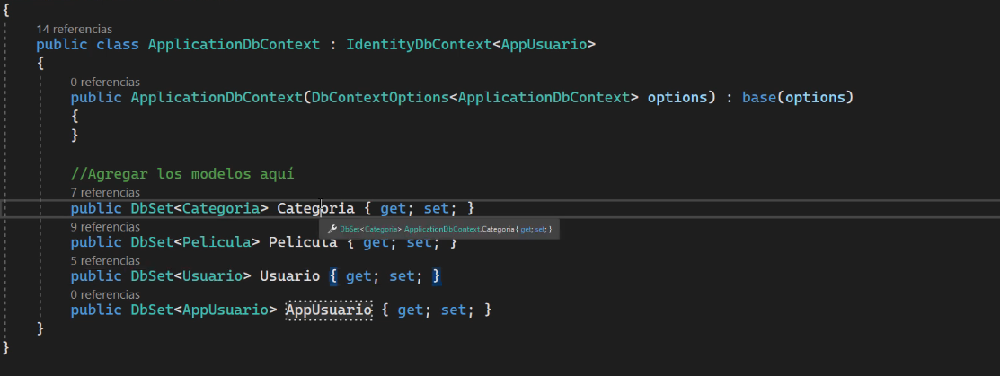 {
14 referencias
public class ApplicationDbContext : IdentityDbContext<AppUsuario>
{
0 referencias
public ApplicationDbContext(DbContextOptions<ApplicationDbContext> options) : base(options)
{
}
//Agregar los modelos aquí
7 referencias
public DbSet<Categoria> Categoria { get; set; }
DbSet<Categoria> ApplicationDbContext.Categoria { get; set; }
9 referencias
public DbSet<Pelicula> Pelicula { get; set; }
5 referencias
public DbSet<Usuario> Usuario { get; set; }
0 referencias
public DbSet<AppUsuario> AppUsuario { get; set; }
}
}